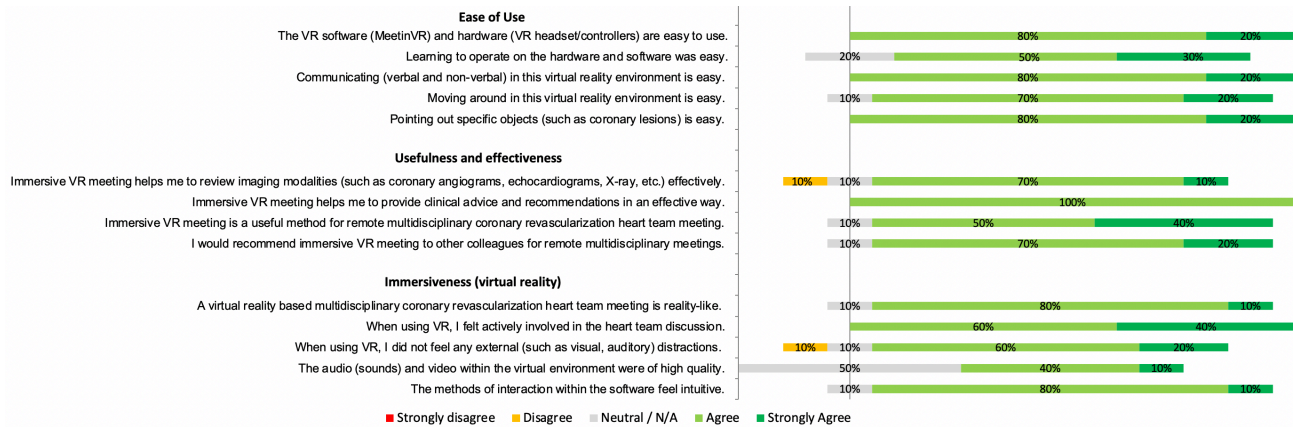 Ease of Use
The VR software (MeetinVR) and hardware (VR headset/controllers) are easy to use. 80% 20%
Learning to operate on the hardware and software was easy. 20% 50% 30%
Communicating (verbal and non-verbal) in this virtual reality environment is easy. 80% 20%
Moving around in this virtual reality environment is easy. 10% 70% 20%
Pointing out specific objects (such as coronary lesions) is easy. 80% 20%
Usefulness and effectiveness
Immersive VR meeting helps me to review imaging modalities (such as coronary angiograms, echocardiograms, X-ray, etc.) effectively. 10% 10% 70% 10%
Immersive VR meeting helps me to provide clinical advice and recommendations in an effective way. 100%
Immersive VR meeting is a useful method for remote multidisciplinary coronary revascularization heart team meeting. 10% 50% 40%
I would recommend immersive VR meeting to other colleagues for remote multidisciplinary meetings. 10% 70% 20%
Immersiveness (virtual reality)
A virtual reality based multidisciplinary coronary revascularization heart team meeting is reality-like. 10% 80% 10%
When using VR, I felt actively involved in the heart team discussion. 60% 40%
When using VR, I did not feel any external (such as visual, auditory) distractions. 10% 10% 60% 20%
The audio (sounds) and video within the virtual environment were of high quality. 50% 40% 10%
The methods of interaction within the software feel intuitive. 10% 80% 10%
Strongly disagree Disagree Neutral / N/A Agree Strongly Agree